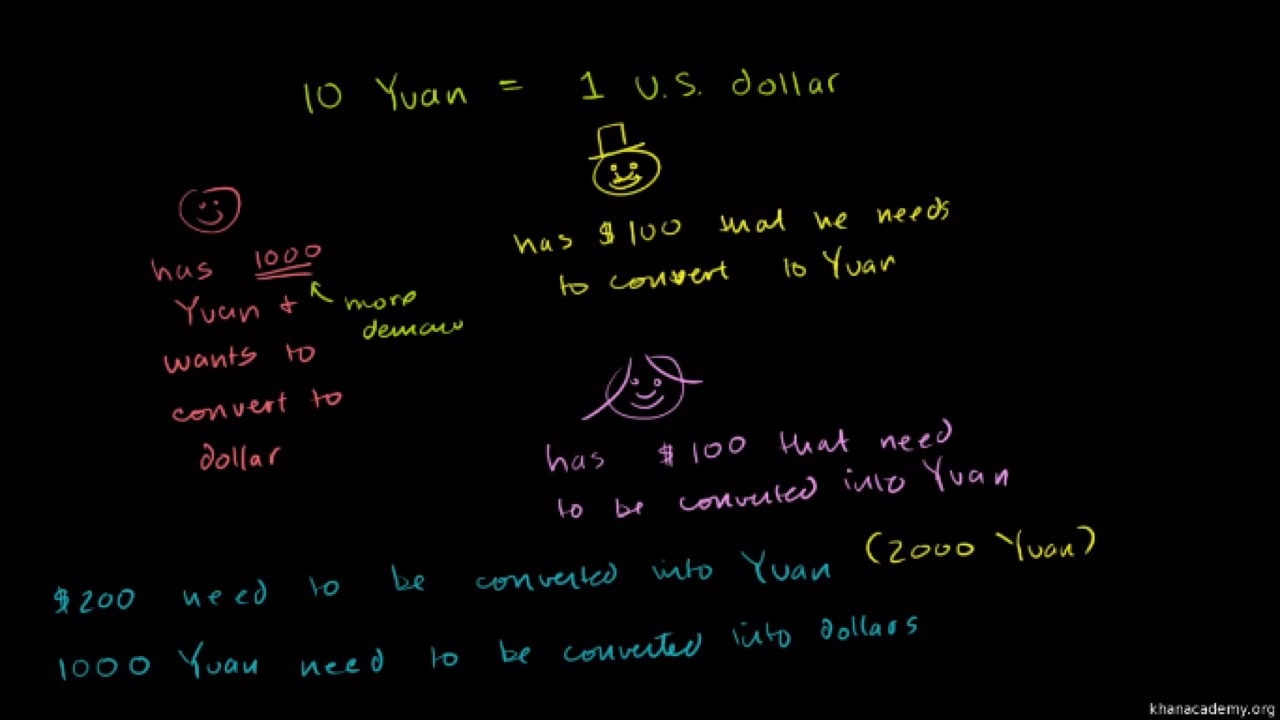 10 Yuan = 1 U.S. dollar
has $100 that he needs
to convert to Yuan
has 1000
Yuan +
wants to
convert to
dollar
more
deman
has $100 that need
to be converted into Yuan
$200 need to be converted into Yuan (2000 Yuan)
1000 Yuan need to be converted into dollars
khanacademy.org